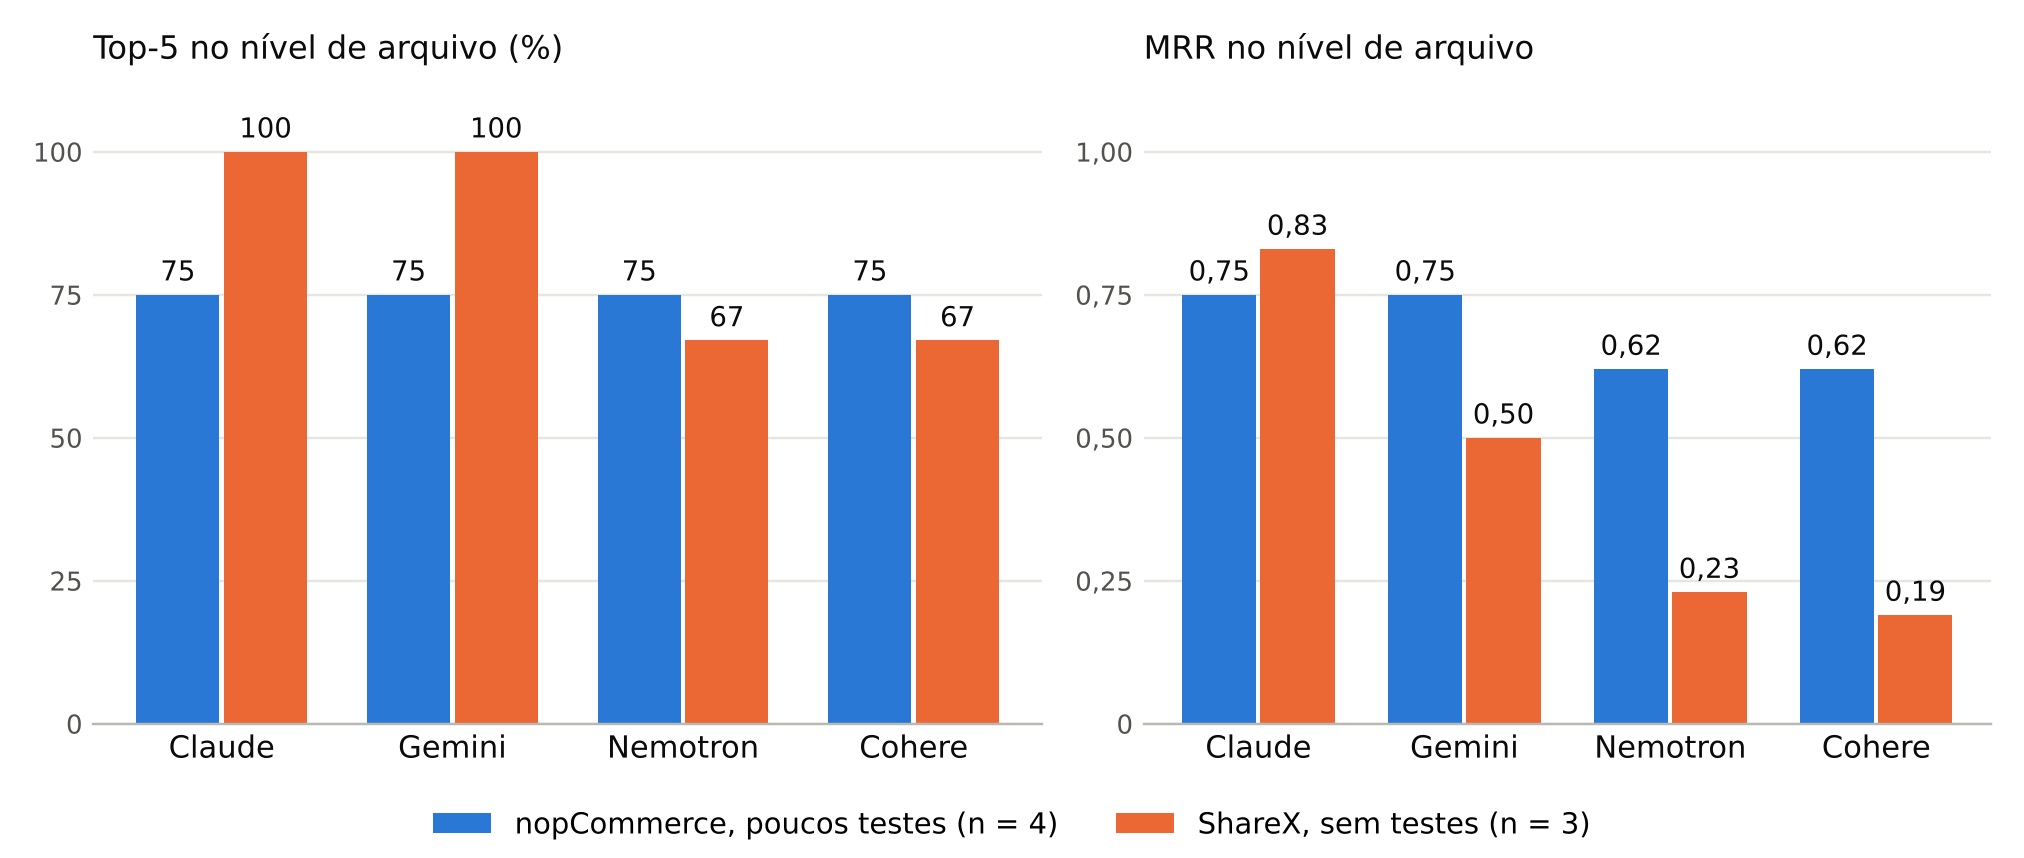 Top-5 no nível de arquivo (%)
100
75
50
25
0
75
100
75
100
75
67
75
67
Claude
Gemini
Nemotron
Cohere
MRR no nível de arquivo
1,00
0,75
0,50
0,25
0
0,75
0,83
0,75
0,50
0,62
0,23
0,62
0,19
Claude
Gemini
Nemotron
Cohere
nopCommerce, poucos testes (n = 4)
ShareX, sem testes (n = 3)